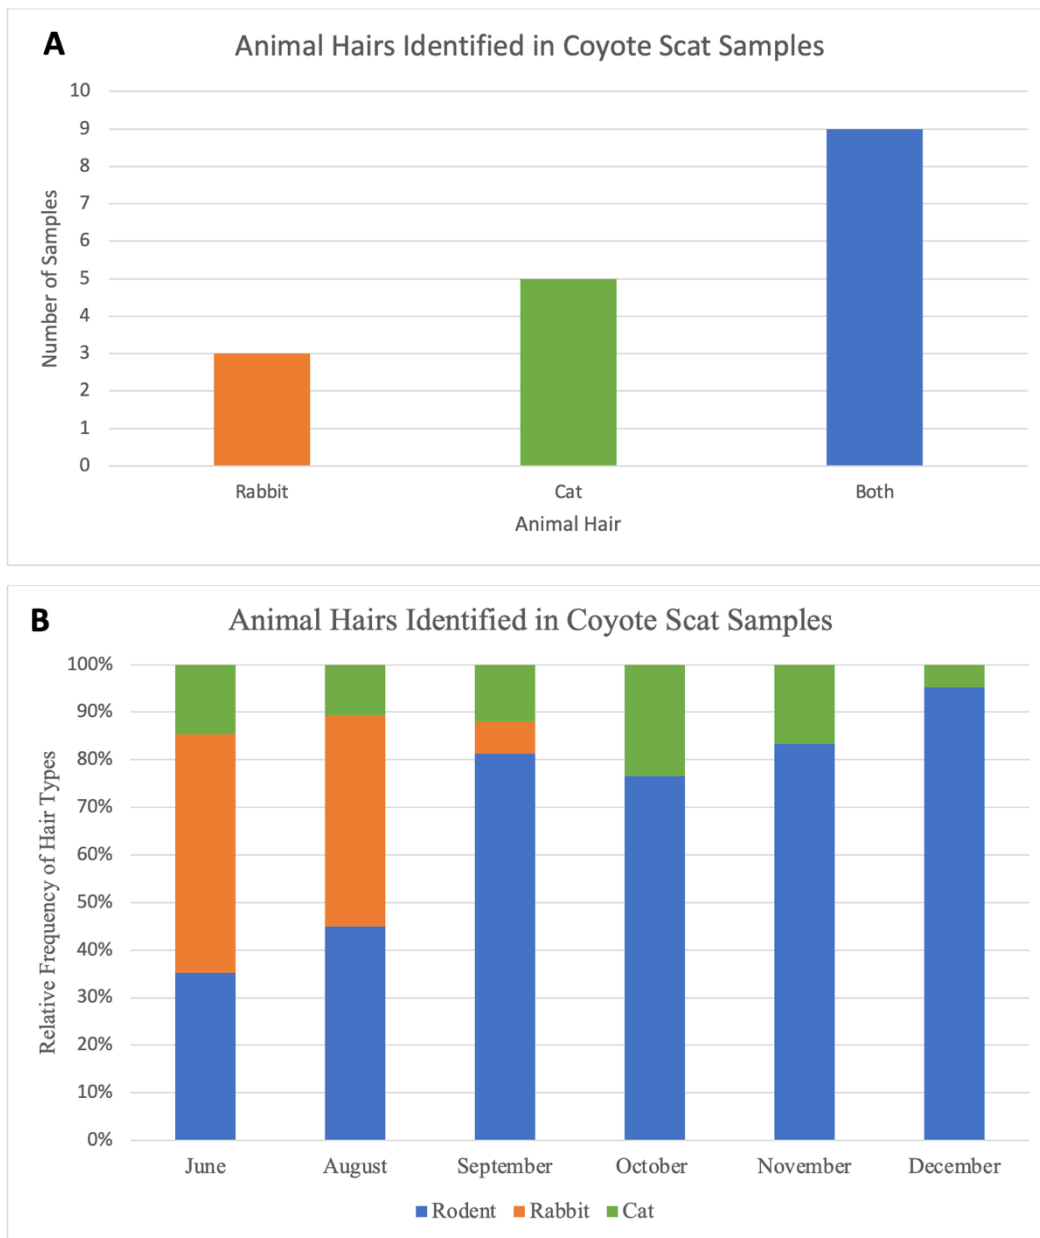 A
Animal Hairs Identified in Coyote Scat Samples
10
9
8
7
6
5
4
3
2
1
0
Number of Samples
Rabbit Cat Both
Animal Hair
B
Animal Hairs Identified in Coyote Scat Samples
100%
90%
80%
70%
60%
50%
40%
30%
20%
10%
0%
Relative Frequency of Hair Types
June August September October November December
Rodent Rabbit Cat